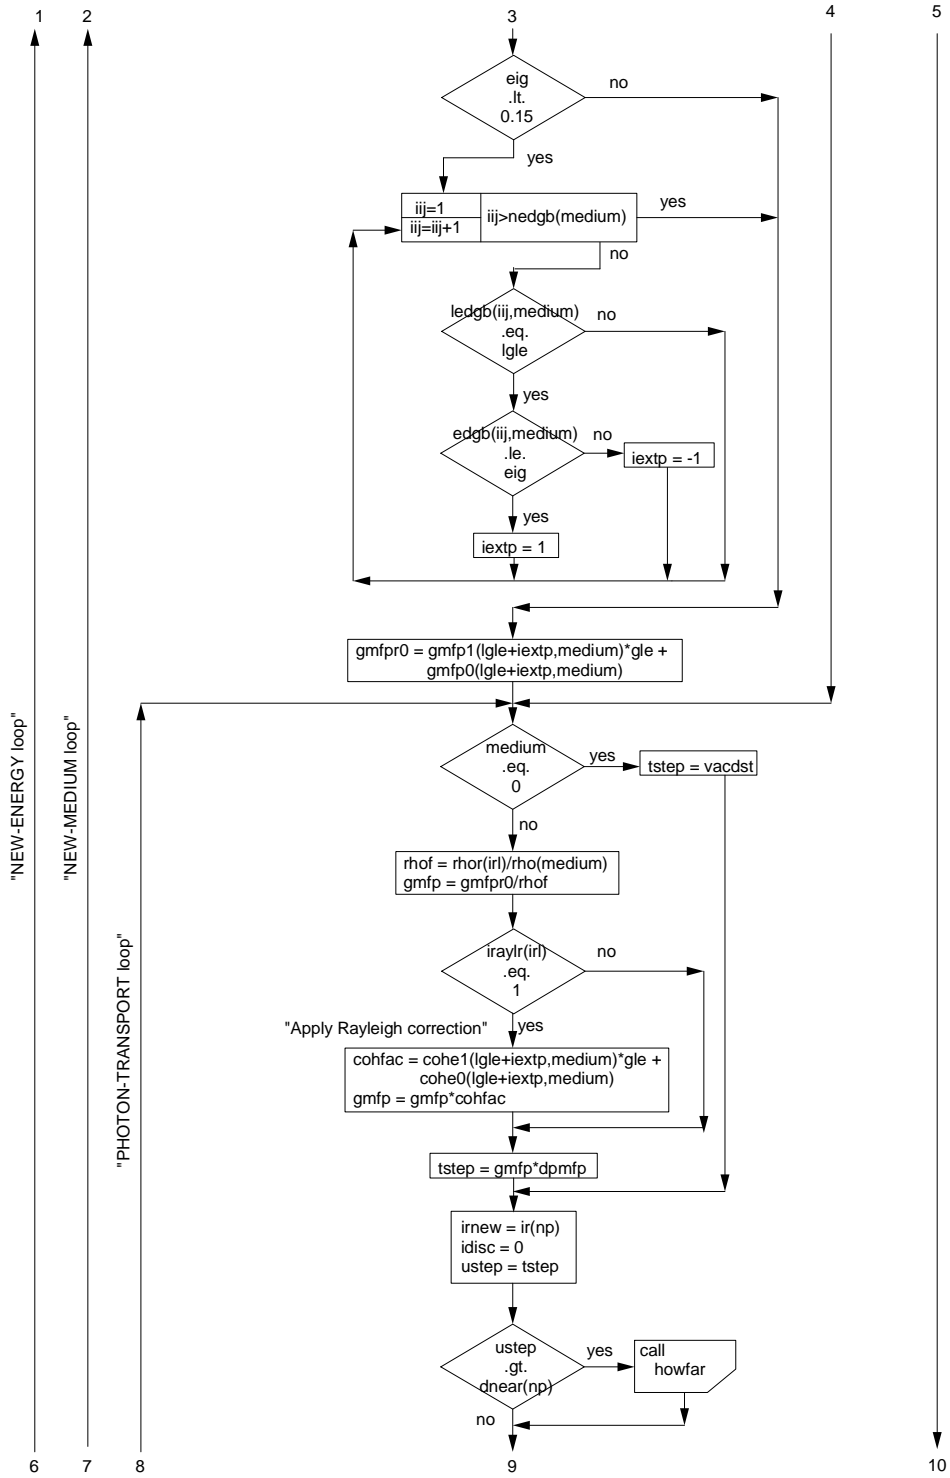 1
2
3
4
5
eig
.lt.
0.15
no
yes
iij=1
iij=iij+1
iij>nedgb(medium)
yes
no
ledgb(iij,medium)
.eq.
lgle
no
yes
edgb(iij,medium)
.le.
eig
no
iextp = -1
yes
iextp = 1
gmfpr0 = gmfp1(lgle+iextp,medium)*gle +
gmfp0(lgle+iextp,medium)
"NEW-ENERGY loop"
"NEW-MEDIUM loop"
"PHOTON-TRANSPORT loop"
medium
.eq.
0
yes
tstep = vacdst
no
rhof = rhor(irl)/rho(medium)
gmfp = gmfpr0/rhof
iraylr(irl)
.eq.
1
no
"Apply Rayleigh correction"
yes
cohfac = cohe1(lgle+iextp,medium)*gle +
cohe0(lgle+iextp,medium)
gmfp = gmfp*cohfac
tstep = gmfp*dpmfp
irnew = ir(np)
idisc = 0
ustep = tstep
ustep
.gt.
dnear(np)
yes
call
howfar
no
6
7
8
9
10